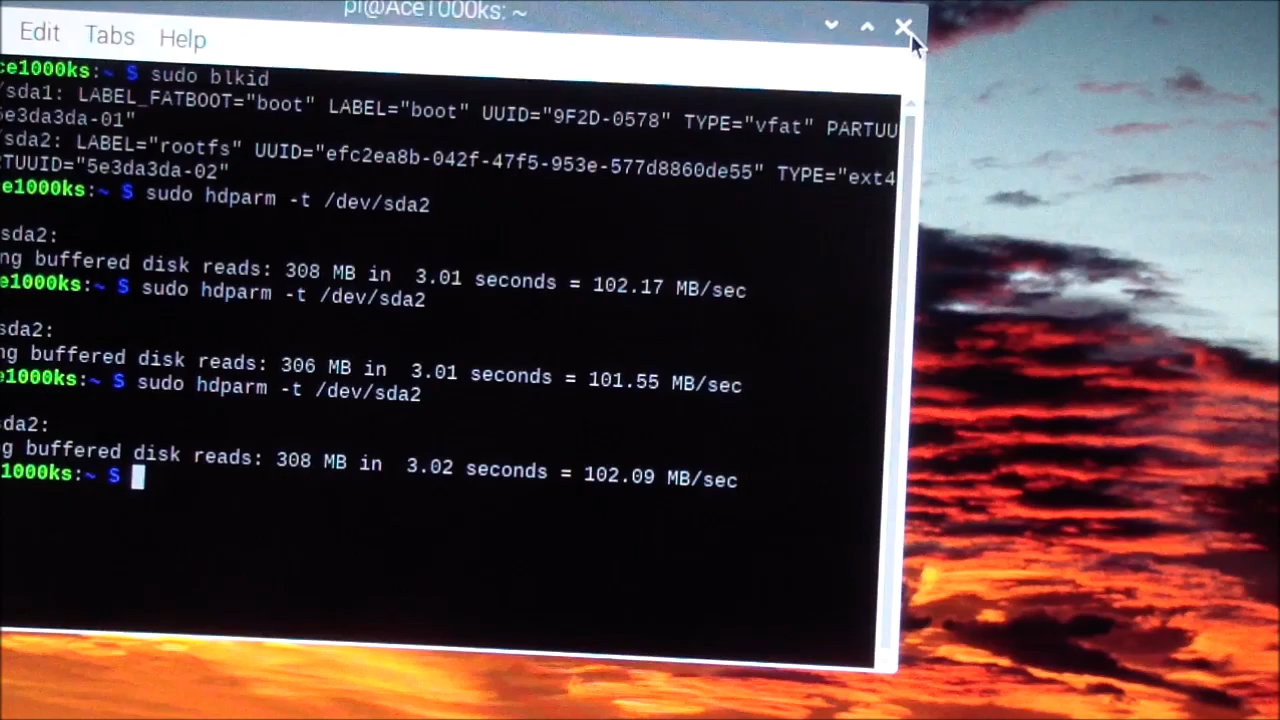 pi@Ace1000ks: ~
Edit Tabs Help
ce1000ks:~ $ sudo blkid
/sda1: LABEL_FATBOOT="boot" LABEL="boot" UUID="9F2D-0578" TYPE="vfat" PARTUU
5e3da3da-01"
/sda2: LABEL="rootfs" UUID="efc2ea8b-042f-47f5-953e-577d8860de55" TYPE="ext4
RTUUID="5e3da3da-02"
e1000ks:~ $ sudo hdparm -t /dev/sda2
sda2:
ng buffered disk reads: 308 MB in 3.01 seconds = 102.17 MB/sec
e1000ks:~ $ sudo hdparm -t /dev/sda2
sda2:
ng buffered disk reads: 306 MB in 3.01 seconds = 101.55 MB/sec
e1000ks:~ $ sudo hdparm -t /dev/sda2
sda2:
g buffered disk reads: 308 MB in 3.02 seconds = 102.09 MB/sec
1000ks:~ $